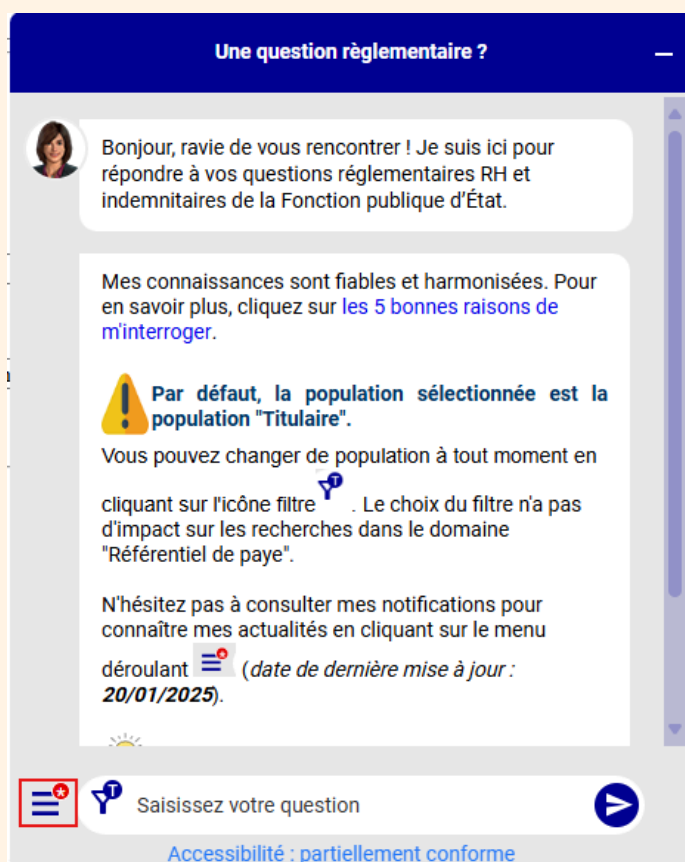 Une question règlementaire ?
Bonjour, ravie de vous rencontrer ! Je suis ici pour
répondre à vos questions réglementaires RH et
indemnitaires de la Fonction publique d'État.
Mes connaissances sont fiables et harmonisées. Pour
en savoir plus, cliquez sur les 5 bonnes raisons de
m'interroger.
Par défaut, la population sélectionnée est la
population "Titulaire".
Vous pouvez changer de population à tout moment en
cliquant sur l'icône filtre T . Le choix du filtre n'a pas
d'impact sur les recherches dans le domaine
"Référentiel de paye".
N'hésitez pas à consulter mes notifications pour
connaître mes actualités en cliquant sur le menu
déroulant (date de dernière mise à jour :
20/01/2025).
T Saisissez votre question
Accessibilité : partiellement conforme